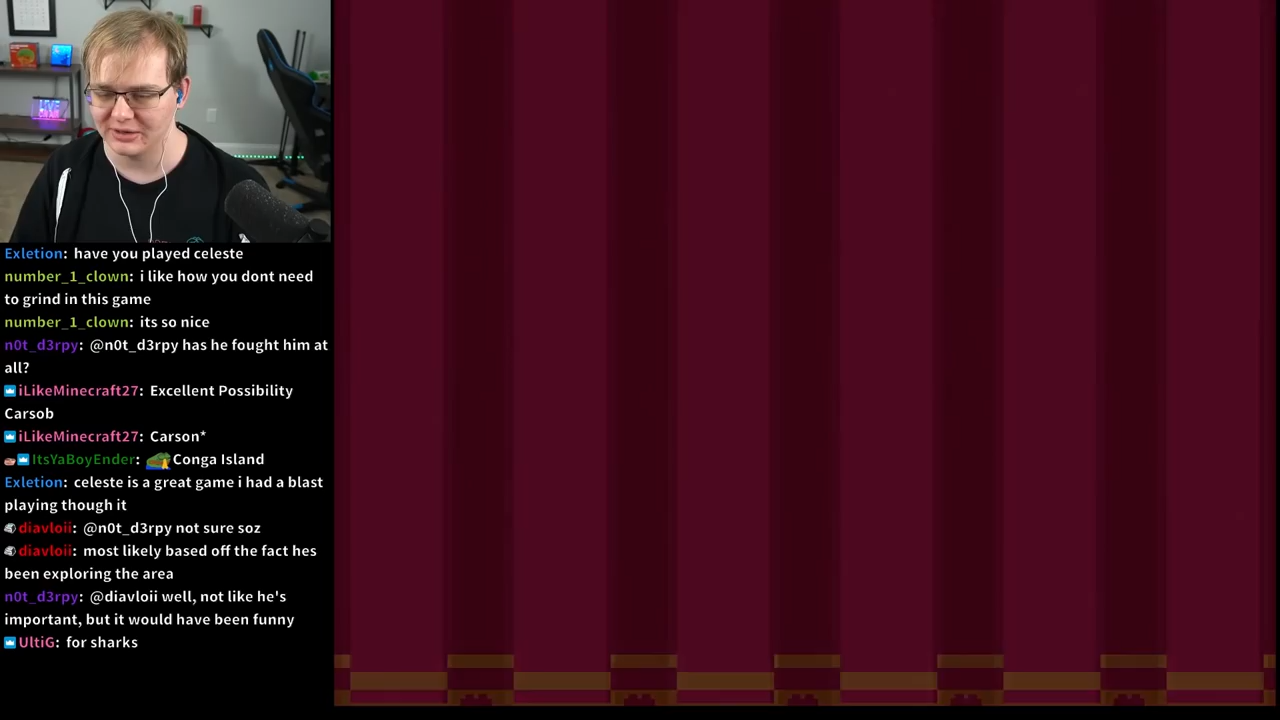 Exletion: have you played celeste
number_1_clown: i like how you dont need
to grind in this game
number_1_clown: its so nice
n0t_d3rpy: @n0t_d3rpy has he fought him at
all?
iLikeMinecraft27: Excellent Possibility
Carsob
iLikeMinecraft27: Carson*
ItsYaBoyEnder: Conga Island
Exletion: celeste is a great game i had a blast
playing though it
diavloii: @n0t_d3rpy not sure soz
diavloii: most likely based off the fact hes
been exploring the area
n0t_d3rpy: @diavloii well, not like he's
important, but it would have been funny
UltiG: for sharks